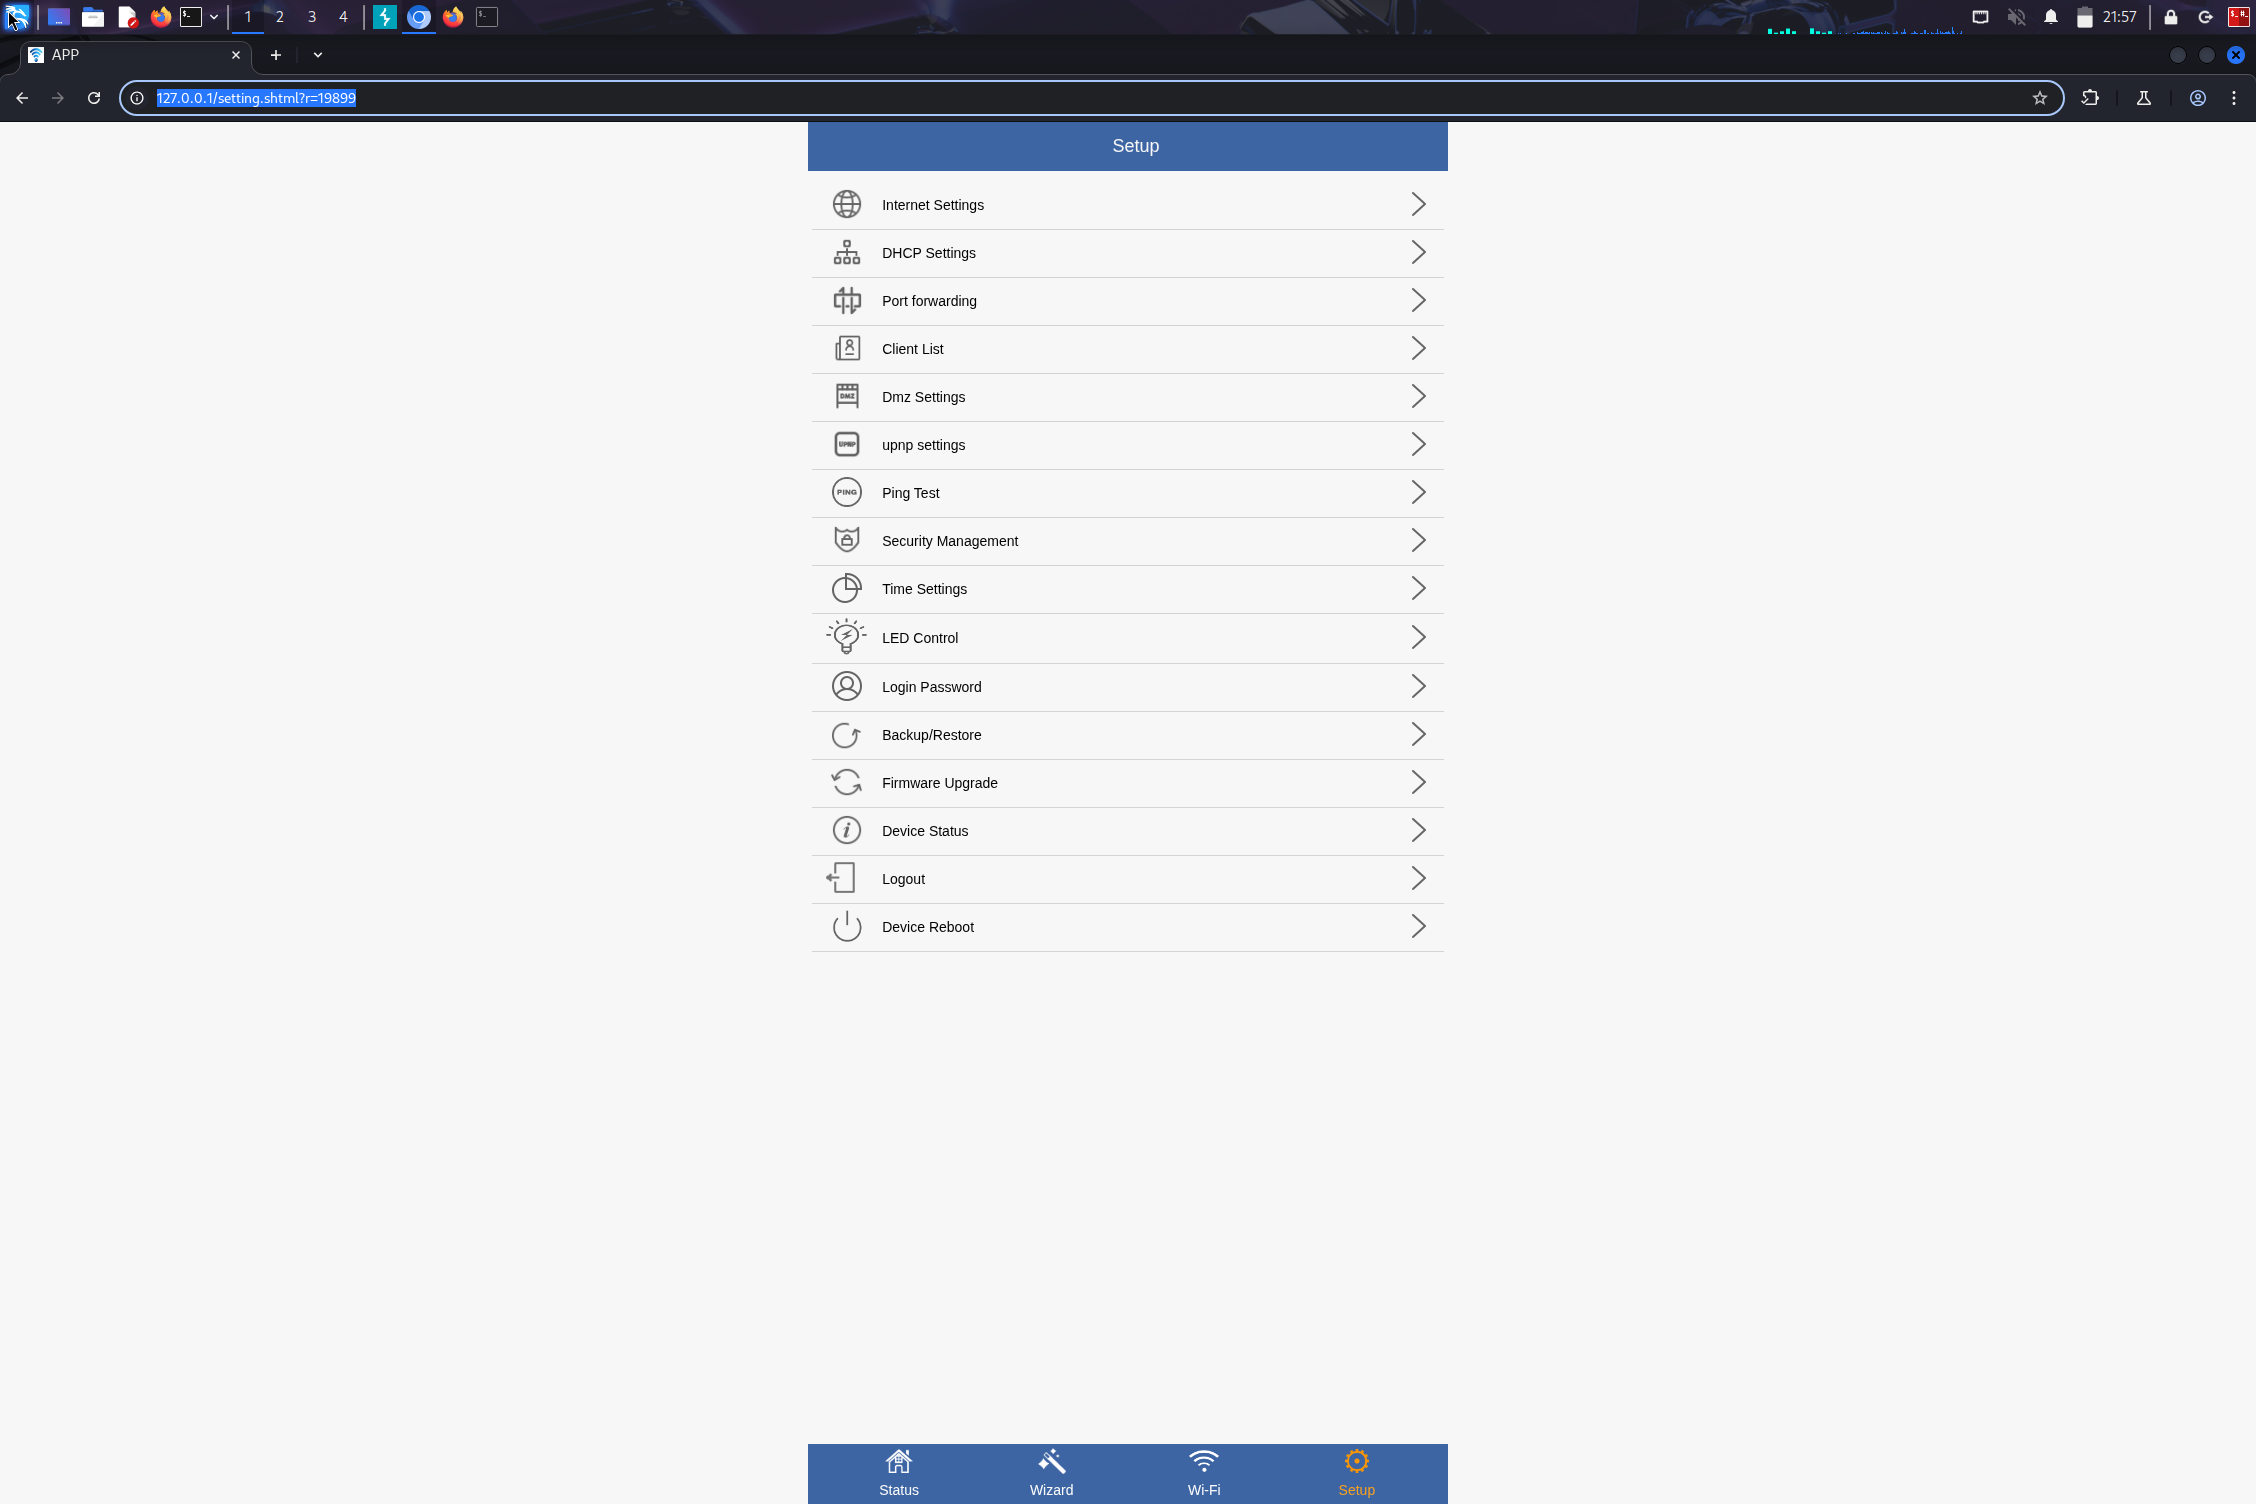 1 2 3 4 21:57
APP
127.0.0.1/setting.shtml?r=19899
Setup
Internet Settings
DHCP Settings
Port forwarding
Client List
DMZ
Dmz Settings
UPNP
upnp settings
PING
Ping Test
Security Management
Time Settings
LED Control
Login Password
Backup/Restore
Firmware Upgrade
Device Status
Logout
Device Reboot
Status Wizard Wi-Fi Setup